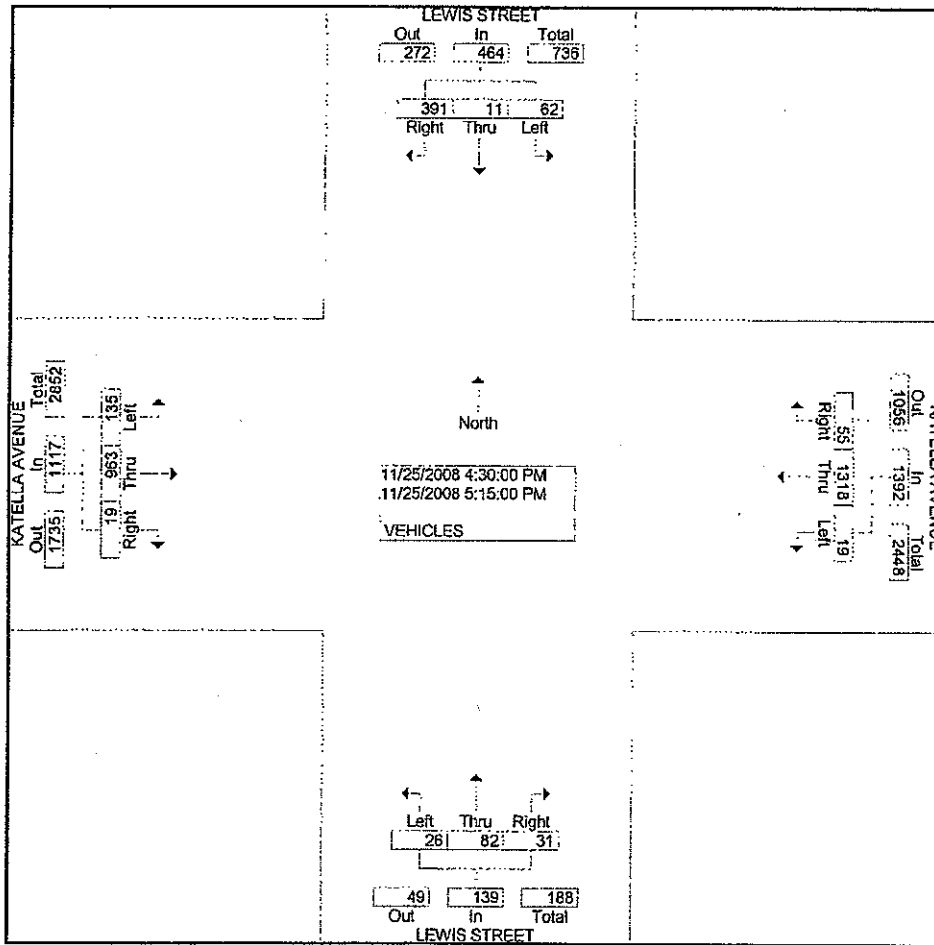 LEWIS STREET
Out In Total
272 464 736
391 11 62
Right Thru Left
KATELLA AVENUE
Out In Total
1735 1117 2852
19 963 135
Right Thru Left
North
11/25/2008 4:30:00 PM
11/25/2008 5:15:00 PM
VEHICLES
Right Thru Left
55 1318 19
Out In Total
1056 1392 2448
KATELLA AVENUE
Left Thru Right
26 82 31
49 139 188
Out In Total
LEWIS STREET